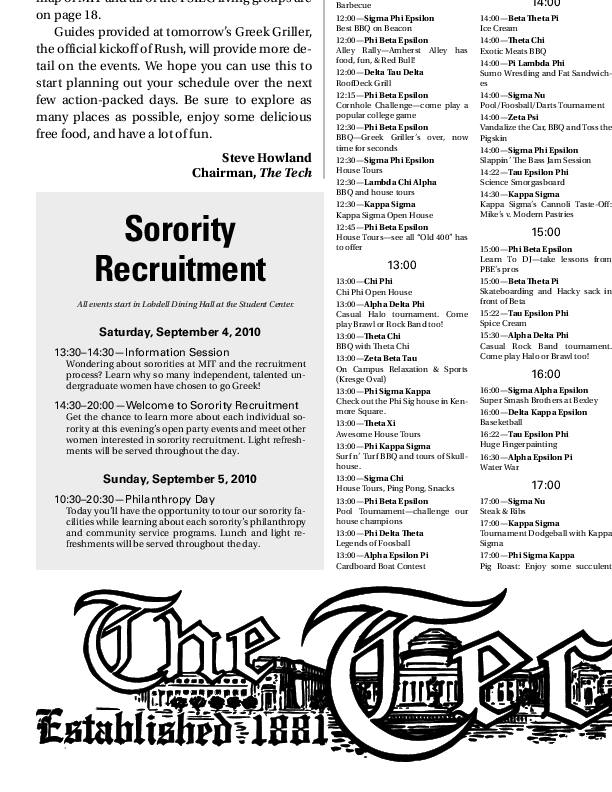 map of MIT and all of the FSILG living groups are
on page 18.
Guides provided at tomorrow's Greek Griller,
the official kickoff of Rush, will provide more de-
tail on the events. We hope you can use this to
start planning out your schedule over the next
few action-packed days. Be sure to explore as
many places as possible, enjoy some delicious
free food, and have a lot of fun.
Steve Howland
Chairman, The Tech
Sorority
Recruitment
All events start in Lobdell Dining Hall at the Student Center.
Saturday, September 4, 2010
13:30–14:30—Information Session
Wondering about sororities at MIT and the recruitment
process? Learn why so many independent, talented un-
dergraduate women have chosen to go Greek!
14:30–20:00—Welcome to Sorority Recruitment
Get the chance to learn more about each individual so-
rority at this evening's open party events and meet other
women interested in sorority recruitment. Light refresh-
ments will be served throughout the day.
Sunday, September 5, 2010
10:30–20:30—Philanthropy Day
Today you'll have the opportunity to tour our sorority fa-
cilities while learning about each sorority's philanthropy
and community service programs. Lunch and light re-
freshments will be served throughout the day.
Barbecue
12:00—Sigma Phi Epsilon
Best BBQ on Beacon
12:00—Phi Beta Epsilon
Alley Rally—Amherst Alley has
food, fun, & Red Bull!
12:00—Delta Tau Delta
RoofDeck Grill
12:15—Phi Beta Epsilon
Cornhole Challenge—come play a
popular college game
12:30—Phi Beta Epsilon
BBQ—Greek Griller's over, now
time for seconds
12:30—Sigma Phi Epsilon
House Tours
12:30—Lambda Chi Alpha
BBQ and house tours
12:30—Kappa Sigma
Kappa Sigma Open House
12:45—Phi Beta Epsilon
House Tours—see all "Old 400" has
to offer
13:00
13:00—Chi Phi
Chi Phi Open House
13:00—Alpha Delta Phi
Casual Halo tournament. Come
play Brawl or Rock Band too!
13:00—Theta Chi
BBQ with Theta Chi
13:00—Zeta Beta Tau
On Campus Relaxation & Sports
(Kresge Oval)
13:00—Phi Sigma Kappa
Check out the Phi Sig house in Ken-
more Square.
13:00—Theta Xi
Awesome House Tours
13:00—Phi Kappa Sigma
Surf n' Turf BBQ and tours of Skull-
house.
13:00—Sigma Chi
House Tours, Ping Pong, Snacks
13:00—Phi Beta Epsilon
Pool Tournament—challenge our
house champions
13:00—Phi Delta Theta
Legends of Foosball
13:00—Alpha Epsilon Pi
Cardboard Boat Contest
14:00
14:00—Beta Theta Pi
Ice Cream
14:00—Theta Chi
Exotic Meats BBQ
14:00—Pi Lambda Phi
Sumo Wrestling and Fat Sandwich-
es
14:00—Sigma Nu
Pool/Foosball/Darts Tournament
14:00—Zeta Psi
Vandalize the Car, BBQ and Toss the
Pigskin
14:00—Sigma Phi Epsilon
Slappin' The Bass Jam Session
14:22—Tau Epsilon Phi
Science Smorgasboard
14:30—Kappa Sigma
Kappa Sigma's Cannoli Taste-Off:
Mike's v. Modern Pastries
15:00
15:00—Phi Beta Epsilon
Learn To DJ—take lessons from
PBE's pros
15:00—Beta Theta Pi
Skateboarding and Hacky sack in
front of Beta
15:22—Tau Epsilon Phi
Spice Cream
15:30—Alpha Delta Phi
Casual Rock Band tournament.
Come play Halo or Brawl too!
16:00
16:00—Sigma Alpha Epsilon
Super Smash Brothers at Bexley
16:00—Delta Kappa Epsilon
Baseketball
16:22—Tau Epsilon Phi
Huge Fingerpainting
16:30—Alpha Epsilon Pi
Water War
17:00
17:00—Sigma Nu
Steak & Ribs
17:00—Kappa Sigma
Tournament Dodgeball with Kappa
Sigma
17:00—Phi Sigma Kappa
Pig Roast: Enjoy some succulent
The Tec
Established 1881